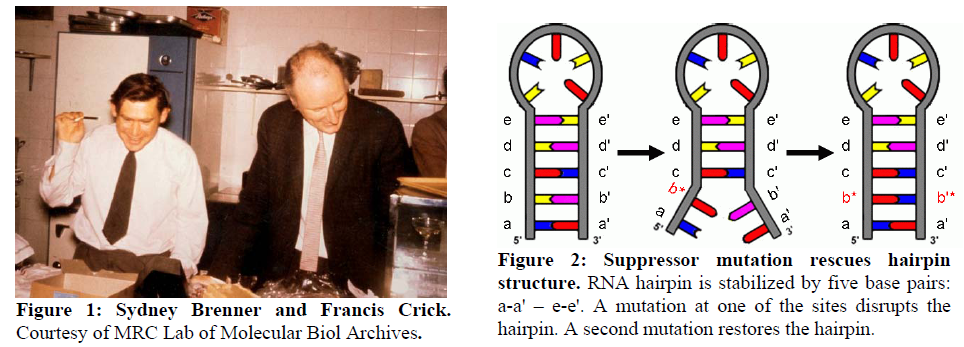 Figure 1: Sydney Brenner and Francis Crick.
Courtesy of MRC Lab of Molecular Biol Archives.
e e' e e' e e'
d d' d d' d d'
c c' c c' c c'
b b' b* b' b* b'*
a a' a a' a a'
5' 3' 5' 3' 5' 3'
Figure 2: Suppressor mutation rescues hairpin
structure. RNA hairpin is stabilized by five base pairs:
a-a' – e-e'. A mutation at one of the sites disrupts the
hairpin. A second mutation restores the hairpin.